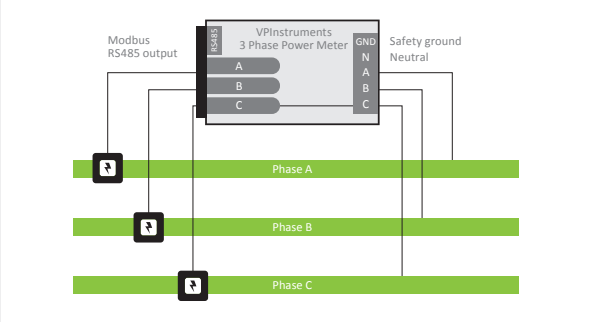 Modbus
RS485 output
RS485
VPInstruments
3 Phase Power Meter
A
B
C
GND
N
A
B
C
Safety ground
Neutral
Phase A
Phase B
Phase C